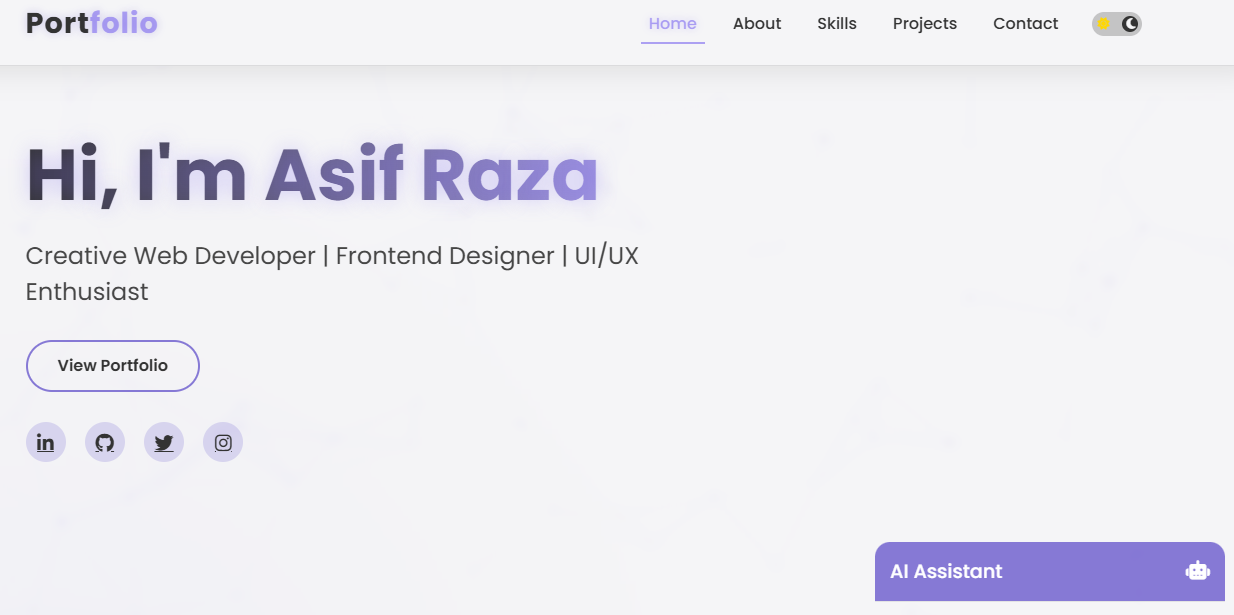 Portfolio
Home About Skills Projects Contact
Hi, I'm Asif Raza
Creative Web Developer | Frontend Designer | UI/UX
Enthusiast
View Portfolio
AI Assistant